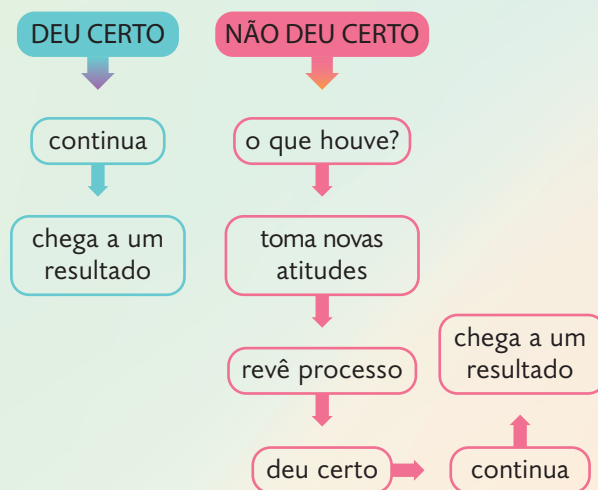 DEU CERTO
continua
chega a um
resultado
NÃO DEU CERTO
o que houve?
toma novas
atitudes
revê processo
deu certo
continua
chega a um
resultado